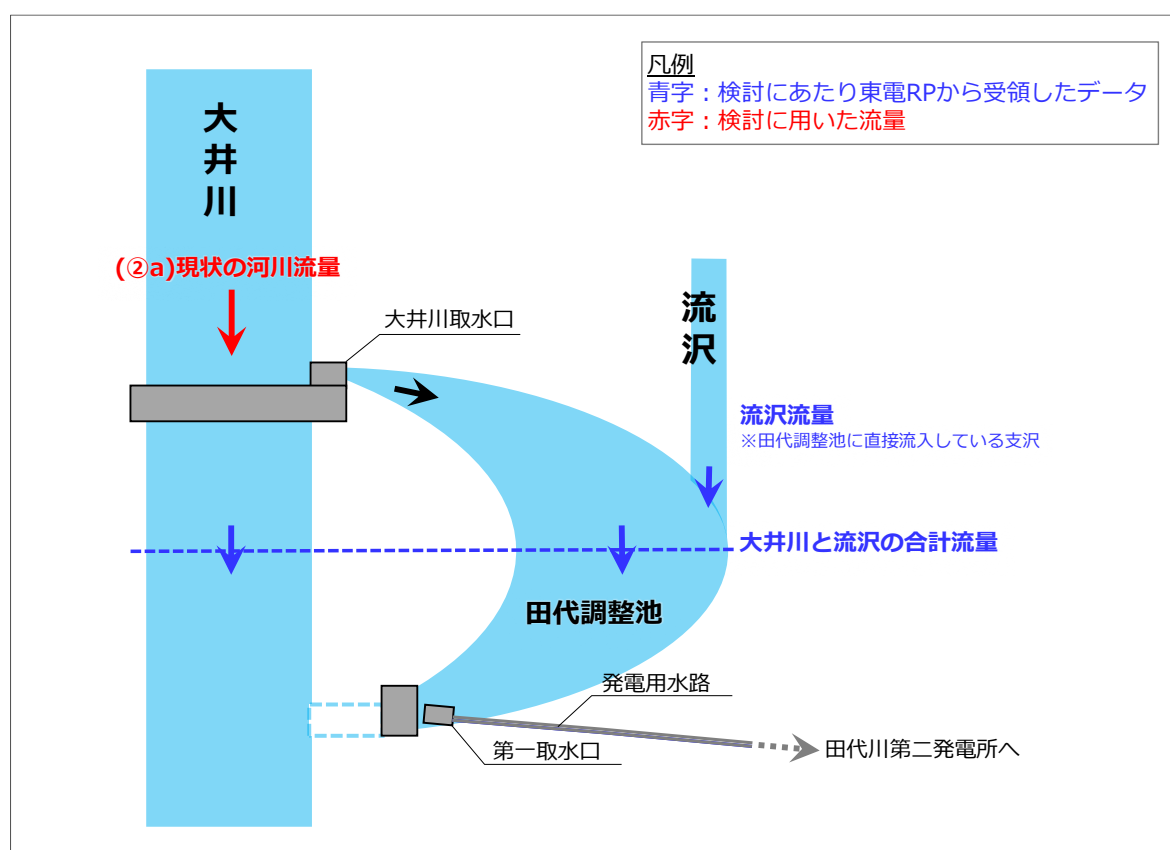 凡例
青字：検討にあたり東電RPから受領したデータ
赤字：検討に用いた流量
大井川
(②a)現状の河川流量
大井川取水口
流沢
流沢流量
※田代調整池に直接流入している支沢
大井川と流沢の合計流量
田代調整池
発電用水路
第一取水口
田代川第二発電所へ